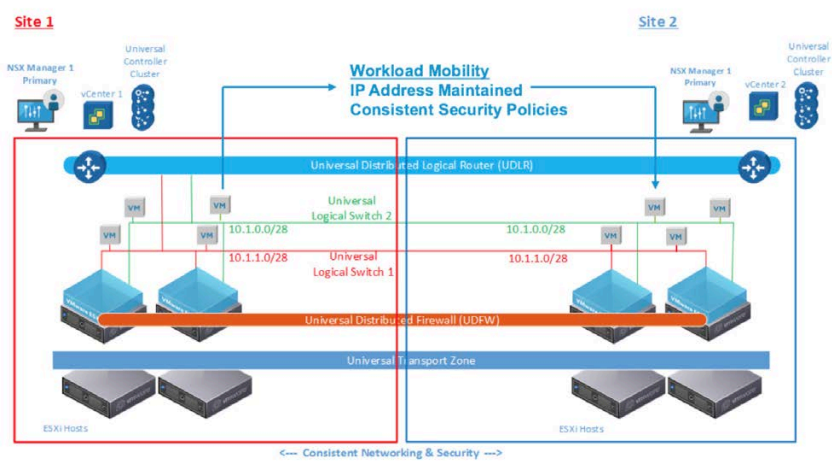 Site 1
Site 2
Universal
Controller
Cluster
NSX Manager 1
Primary
vCenter 1
Workload Mobility
IP Address Maintained
Consistent Security Policies
Universal
Controller
Cluster
NSX Manager 1
Primary
vCenter 2
Universal Distributed Logical Router (UDLR)
VM
VM
VM
VM
Universal
Logical Switch 2
10.1.0.0/28
10.1.0.0/28
VM
VM
VM
VM
10.1.1.0/28
Universal
Logical Switch 1
10.1.1.0/28
Universal Distributed Firewall (UDFW)
Universal Transport Zone
ESXi Hosts
ESXi Hosts
<--- Consistent Networking & Security --->